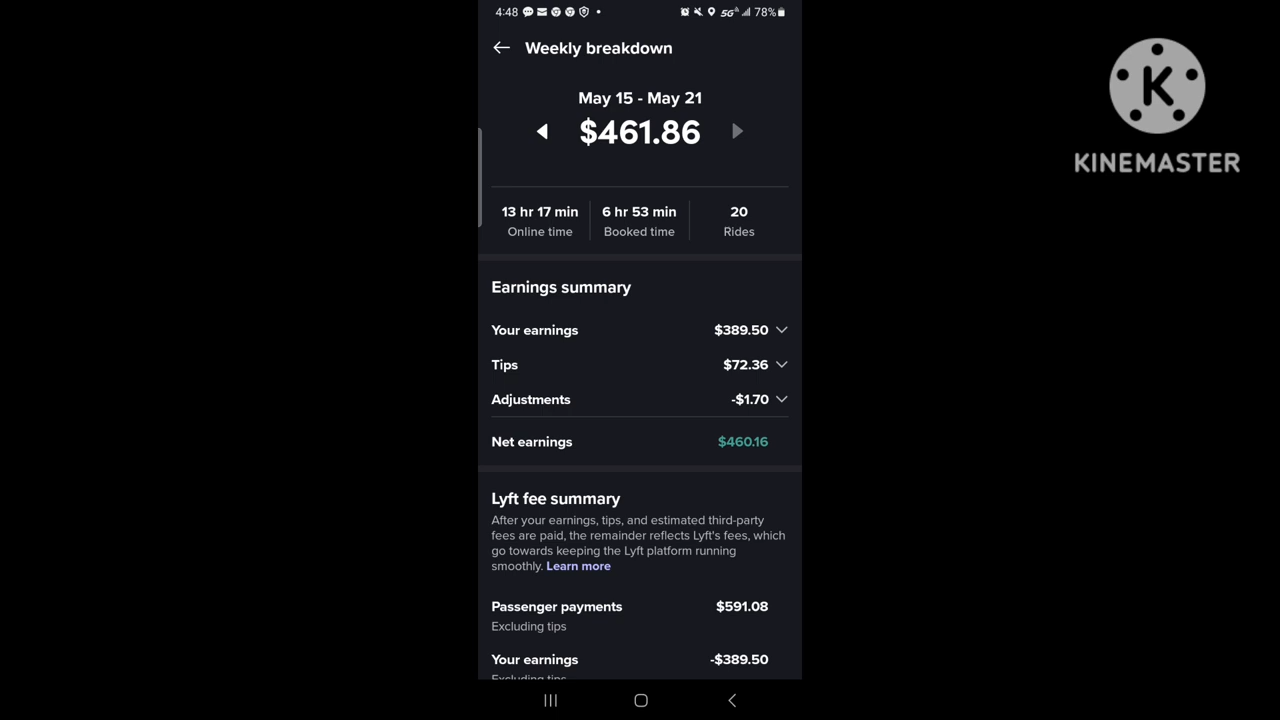 4:48
5G 78%
Weekly breakdown
May 15 - May 21
$461.86
13 hr 17 min 6 hr 53 min 20
Online time Booked time Rides
Earnings summary
Your earnings $389.50
Tips $72.36
Adjustments -$1.70
Net earnings $460.16
Lyft fee summary
After your earnings, tips, and estimated third-party
fees are paid, the remainder reflects Lyft's fees, which
go towards keeping the Lyft platform running
smoothly. Learn more
Passenger payments $591.08
Excluding tips
Your earnings -$389.50
Excluding tips
K
KINEMASTER